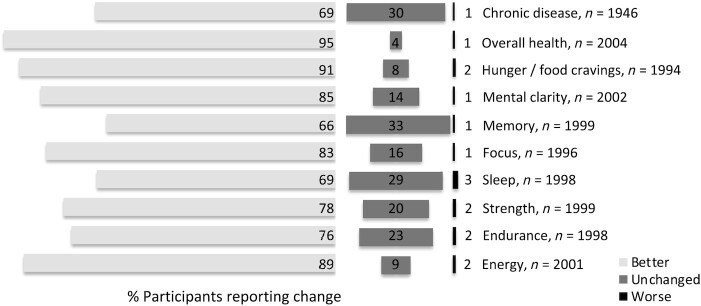 69 30 1 Chronic disease, n = 1946
95 4 1 Overall health, n = 2004
91 8 2 Hunger / food cravings, n = 1994
85 14 1 Mental clarity, n = 2002
66 33 1 Memory, n = 1999
83 16 1 Focus, n = 1996
69 29 3 Sleep, n = 1998
78 20 2 Strength, n = 1999
76 23 2 Endurance, n = 1998
89 9 2 Energy, n = 2001
% Participants reporting change
Better
Unchanged
Worse